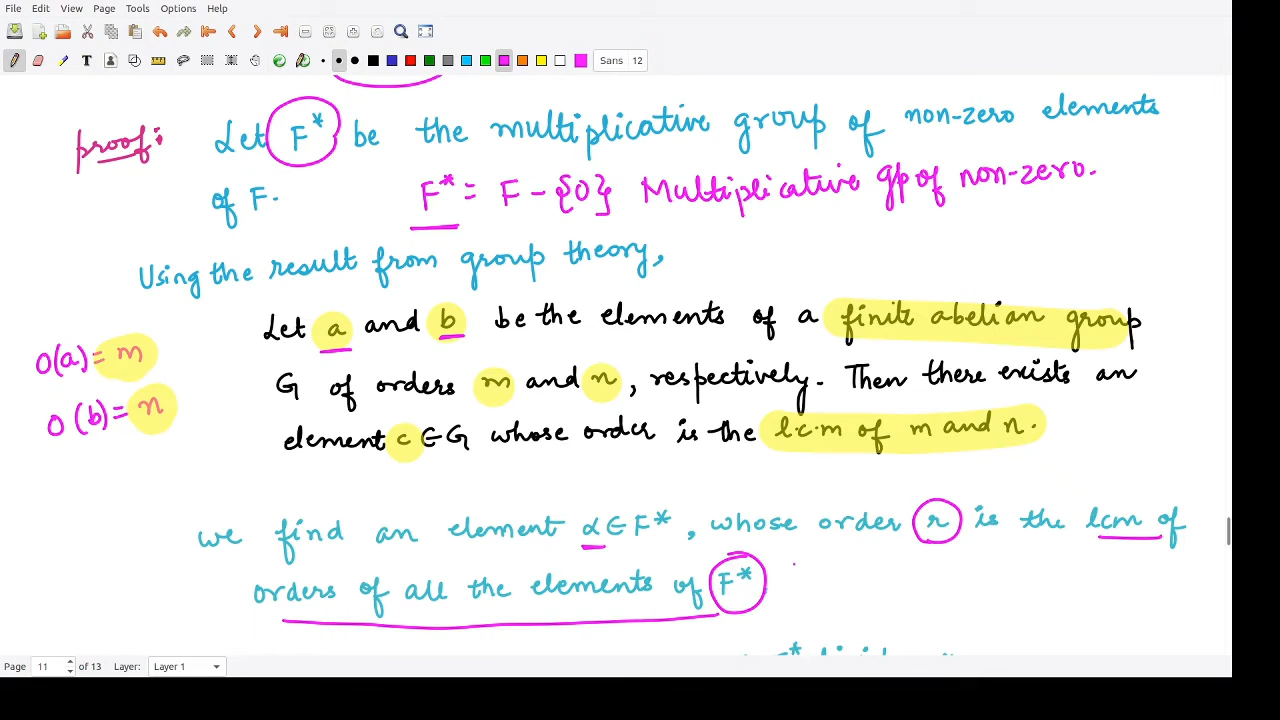 File Edit View Page Tools Options Help
Sans 12
proof: Let F* be the multiplicative group of non-zero elements
of F. F* = F - {0} Multiplicative gp of non-zero.
Using the result from group theory,
Let a and b be the elements of a finite abelian group
O(a) = m
G of orders m and n, respectively. Then there exists an
O(b) = n
element c ∈ G whose order is the l.c.m of m and n.
we find an element α ∈ F*, whose order r is the lcm of
orders of all the elements of F*
Page 11 of 13 Layer: Layer 1